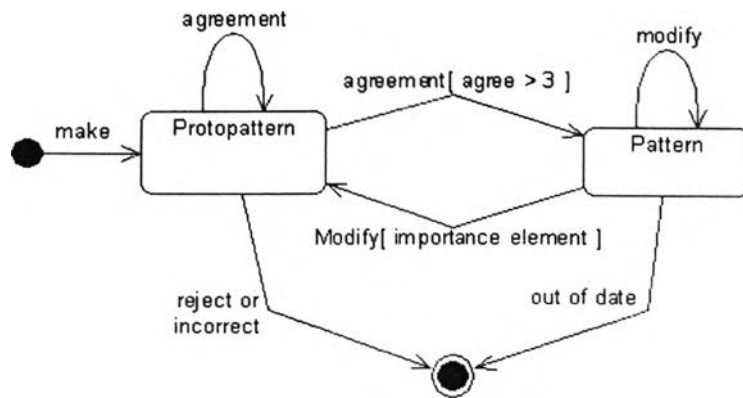 agreement
modify
agreement[ agree > 3 ]
make
Protopattern
Pattern
Modify[ importance element ]
reject or
incorrect
out of date